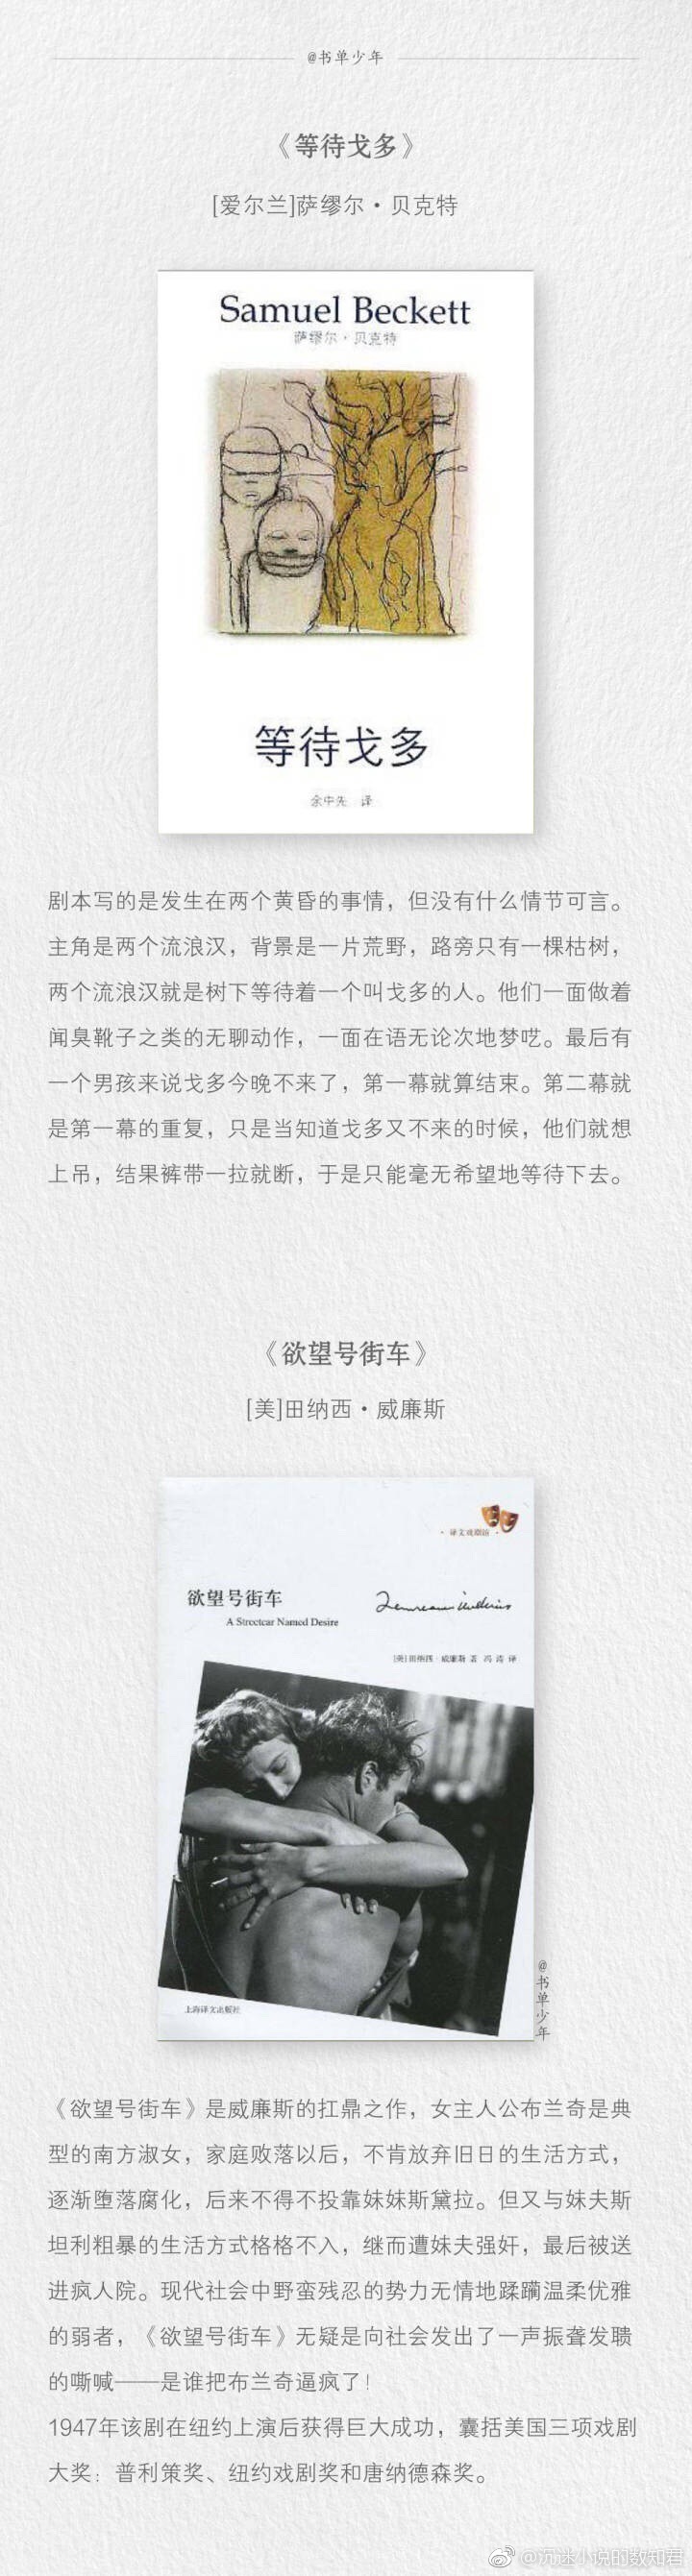 @书单少年
《等待戈多》
[爱尔兰]萨缪尔·贝克特
Samuel Beckett
萨缪尔·贝克特
等待戈多
余中先 译
剧本写的是发生在两个黄昏的事情，但没有什么情节可言。
主角是两个流浪汉，背景是一片荒野，路旁只有一棵枯树，
两个流浪汉就是树下等待着一个叫戈多的人。他们一面做着
闻臭靴子之类的无聊动作，一面在语无论次地梦呓。最后有
一个男孩来说戈多今晚不来了，第一幕就算结束。第二幕就
是第一幕的重复，只是当知道戈多又不来的时候，他们就想
上吊，结果裤带一拉就断，于是只能毫无希望地等待下去。
《欲望号街车》
[美]田纳西·威廉斯
·译文戏剧馆·
欲望号街车
A Streetcar Named Desire
Tennessee Williams
[美]田纳西·威廉斯 著 冯涛 译
上海译文出版社
@书单少年
《欲望号街车》是威廉斯的扛鼎之作，女主人公布兰奇是典
型的南方淑女，家庭败落以后，不肯放弃旧日的生活方式，
逐渐堕落腐化，后来不得不投靠妹妹斯黛拉。但又与妹夫斯
坦利粗暴的生活方式格格不入，继而遭妹夫强奸，最后被送
进疯人院。现代社会中野蛮残忍的势力无情地蹂躏温柔优雅
的弱者，《欲望号街车》无疑是向社会发出了一声振聋发聩
的嘶喊——是谁把布兰奇逼疯了！
1947年该剧在纽约上演后获得巨大成功，囊括美国三项戏剧
大奖：普利策奖、纽约戏剧奖和唐纳德森奖。
@沉迷小说的数知君